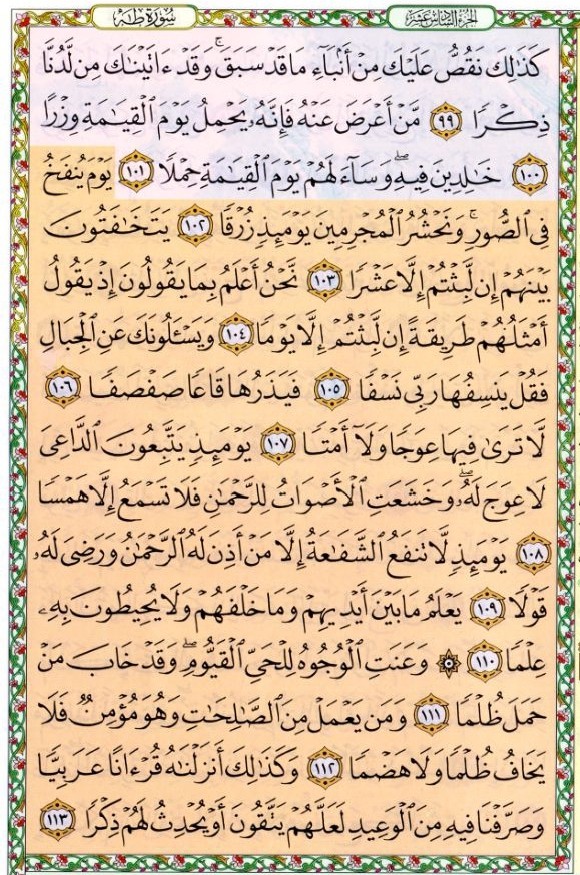 سُورَةُ طه الجُزْءُ السَّادِسَ عَشَرَ
كَذَٰلِكَ نَقُصُّ عَلَيْكَ مِنْ أَنۢبَآءِ مَا قَدْ سَبَقَ ۚ وَقَدْ ءَاتَيْنَٰكَ مِن لَّدُنَّا
ذِكْرًا ٩٩ مَّنْ أَعْرَضَ عَنْهُ فَإِنَّهُۥ يَحْمِلُ يَوْمَ ٱلْقِيَٰمَةِ وِزْرًا
١٠٠ خَٰلِدِينَ فِيهِ ۖ وَسَآءَ لَهُمْ يَوْمَ ٱلْقِيَٰمَةِ حِمْلًا ١٠١ يَوْمَ يُنفَخُ
فِى ٱلصُّورِ ۚ وَنَحْشُرُ ٱلْمُجْرِمِينَ يَوْمَئِذٍ زُرْقًا ١٠٢ يَتَخَٰفَتُونَ
بَيْنَهُمْ إِن لَّبِثْتُمْ إِلَّا عَشْرًا ١٠٣ نَّحْنُ أَعْلَمُ بِمَا يَقُولُونَ إِذْ يَقُولُ
أَمْثَلُهُمْ طَرِيقَةً إِن لَّبِثْتُمْ إِلَّا يَوْمًا ١٠٤ وَيَسْـَٔلُونَكَ عَنِ ٱلْجِبَالِ
فَقُلْ يَنسِفُهَا رَبِّى نَسْفًا ١٠٥ فَيَذَرُهَا قَاعًا صَفْصَفًا ١٠٦
لَّا تَرَىٰ فِيهَا عِوَجًا وَلَآ أَمْتًا ١٠٧ يَوْمَئِذٍ يَتَّبِعُونَ ٱلدَّاعِىَ
لَا عِوَجَ لَهُۥ ۖ وَخَشَعَتِ ٱلْأَصْوَاتُ لِلرَّحْمَٰنِ فَلَا تَسْمَعُ إِلَّا هَمْسًا
١٠٨ يَوْمَئِذٍ لَّا تَنفَعُ ٱلشَّفَٰعَةُ إِلَّا مَنْ أَذِنَ لَهُ ٱلرَّحْمَٰنُ وَرَضِىَ لَهُۥ
قَوْلًا ١٠٩ يَعْلَمُ مَا بَيْنَ أَيْدِيهِمْ وَمَا خَلْفَهُمْ وَلَا يُحِيطُونَ بِهِۦ
عِلْمًا ١١٠ ۞ وَعَنَتِ ٱلْوُجُوهُ لِلْحَىِّ ٱلْقَيُّومِ ۖ وَقَدْ خَابَ مَنْ
حَمَلَ ظُلْمًا ١١١ وَمَن يَعْمَلْ مِنَ ٱلصَّٰلِحَٰتِ وَهُوَ مُؤْمِنٌ فَلَا
يَخَافُ ظُلْمًا وَلَا هَضْمًا ١١٢ وَكَذَٰلِكَ أَنزَلْنَٰهُ قُرْءَانًا عَرَبِيًّا
وَصَرَّفْنَا فِيهِ مِنَ ٱلْوَعِيدِ لَعَلَّهُمْ يَتَّقُونَ أَوْ يُحْدِثُ لَهُمْ ذِكْرًا ١١٣